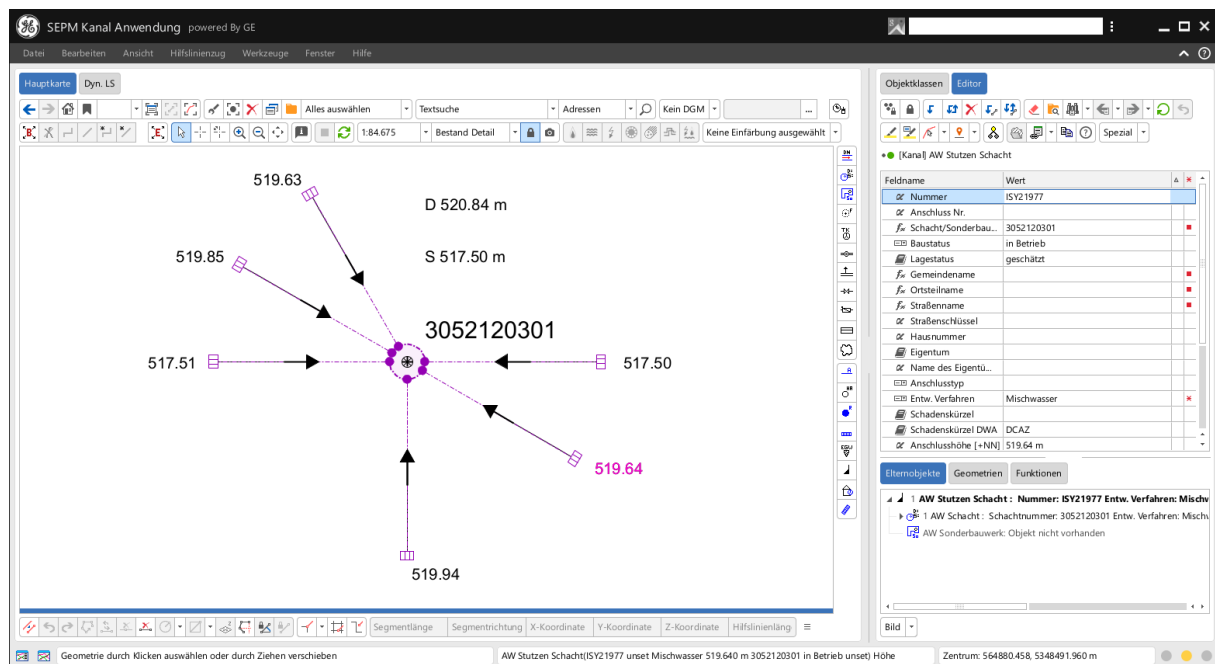 SEPM Kanal Anwendung powered By GE
Datei Bearbeiten Ansicht Hilfslinienzug Werkzeuge Fenster Hilfe
Hauptkarte Dyn. LS
Alles auswählen Textsuche Adressen Kein DGM ...
1:84.675 Bestand Detail Keine Einfärbung ausgewählt
519.63
D 520.84 m
519.85
S 517.50 m
3052120301
517.51
517.50
519.64
519.94
Segmentlänge Segmentrichtung X-Koordinate Y-Koordinate Z-Koordinate Hilfslinienläng
Objektklassen Editor
Spezial
[Kanal] AW Stutzen Schacht
Feldname Wert
Nummer ISY21977
Anschluss Nr.
Schacht/Sonderbau... 3052120301
Baustatus in Betrieb
Lagestatus geschätzt
Gemeindename
Ortsteilname
Straßenname
Straßenschlüssel
Hausnummer
Eigentum
Name des Eigentü...
Anschlusstyp
Entw. Verfahren Mischwasser
Schadenskürzel
Schadenskürzel DWA DCAZ
Anschlusshöhe [+NN] 519.64 m
Elternobjekte Geometrien Funktionen
1 AW Stutzen Schacht : Nummer: ISY21977 Entw. Verfahren: Mischw
1 AW Schacht : Schachtnummer: 3052120301 Entw. Verfahren: Mischw
AW Sonderbauwerk: Objekt nicht vorhanden
Bild
Geometrie durch Klicken auswählen oder durch Ziehen verschieben
AW Stutzen Schacht(ISY21977 unset Mischwasser 519.640 m 3052120301 in Betrieb unset) Höhe
Zentrum: 564880.458, 5348491.960 m